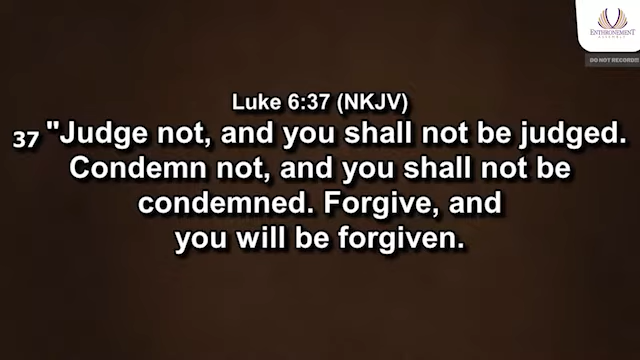 ENTHRONEMENT
ASSEMBLY
DO NOT RECORD!!
Luke 6:37 (NKJV)
37 "Judge not, and you shall not be judged.
Condemn not, and you shall not be
condemned. Forgive, and
you will be forgiven.